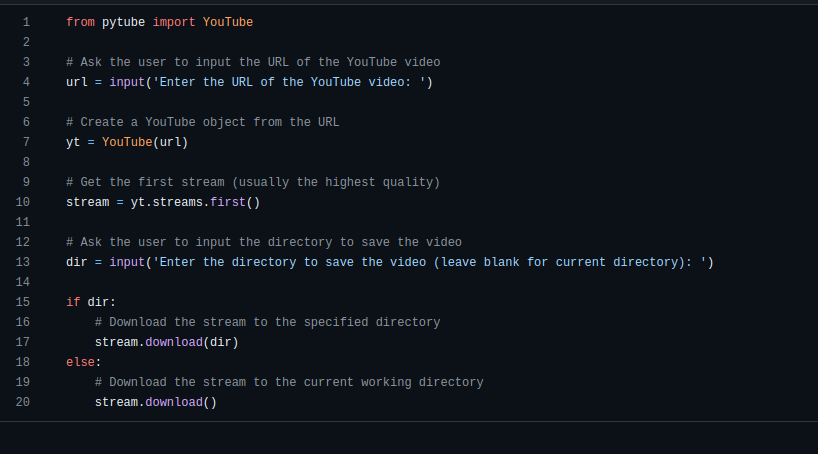 1 from pytube import YouTube
2
3 # Ask the user to input the URL of the YouTube video
4 url = input('Enter the URL of the YouTube video: ')
5
6 # Create a YouTube object from the URL
7 yt = YouTube(url)
8
9 # Get the first stream (usually the highest quality)
10 stream = yt.streams.first()
11
12 # Ask the user to input the directory to save the video
13 dir = input('Enter the directory to save the video (leave blank for current directory): ')
14
15 if dir:
16     # Download the stream to the specified directory
17     stream.download(dir)
18 else:
19     # Download the stream to the current working directory
20     stream.download()